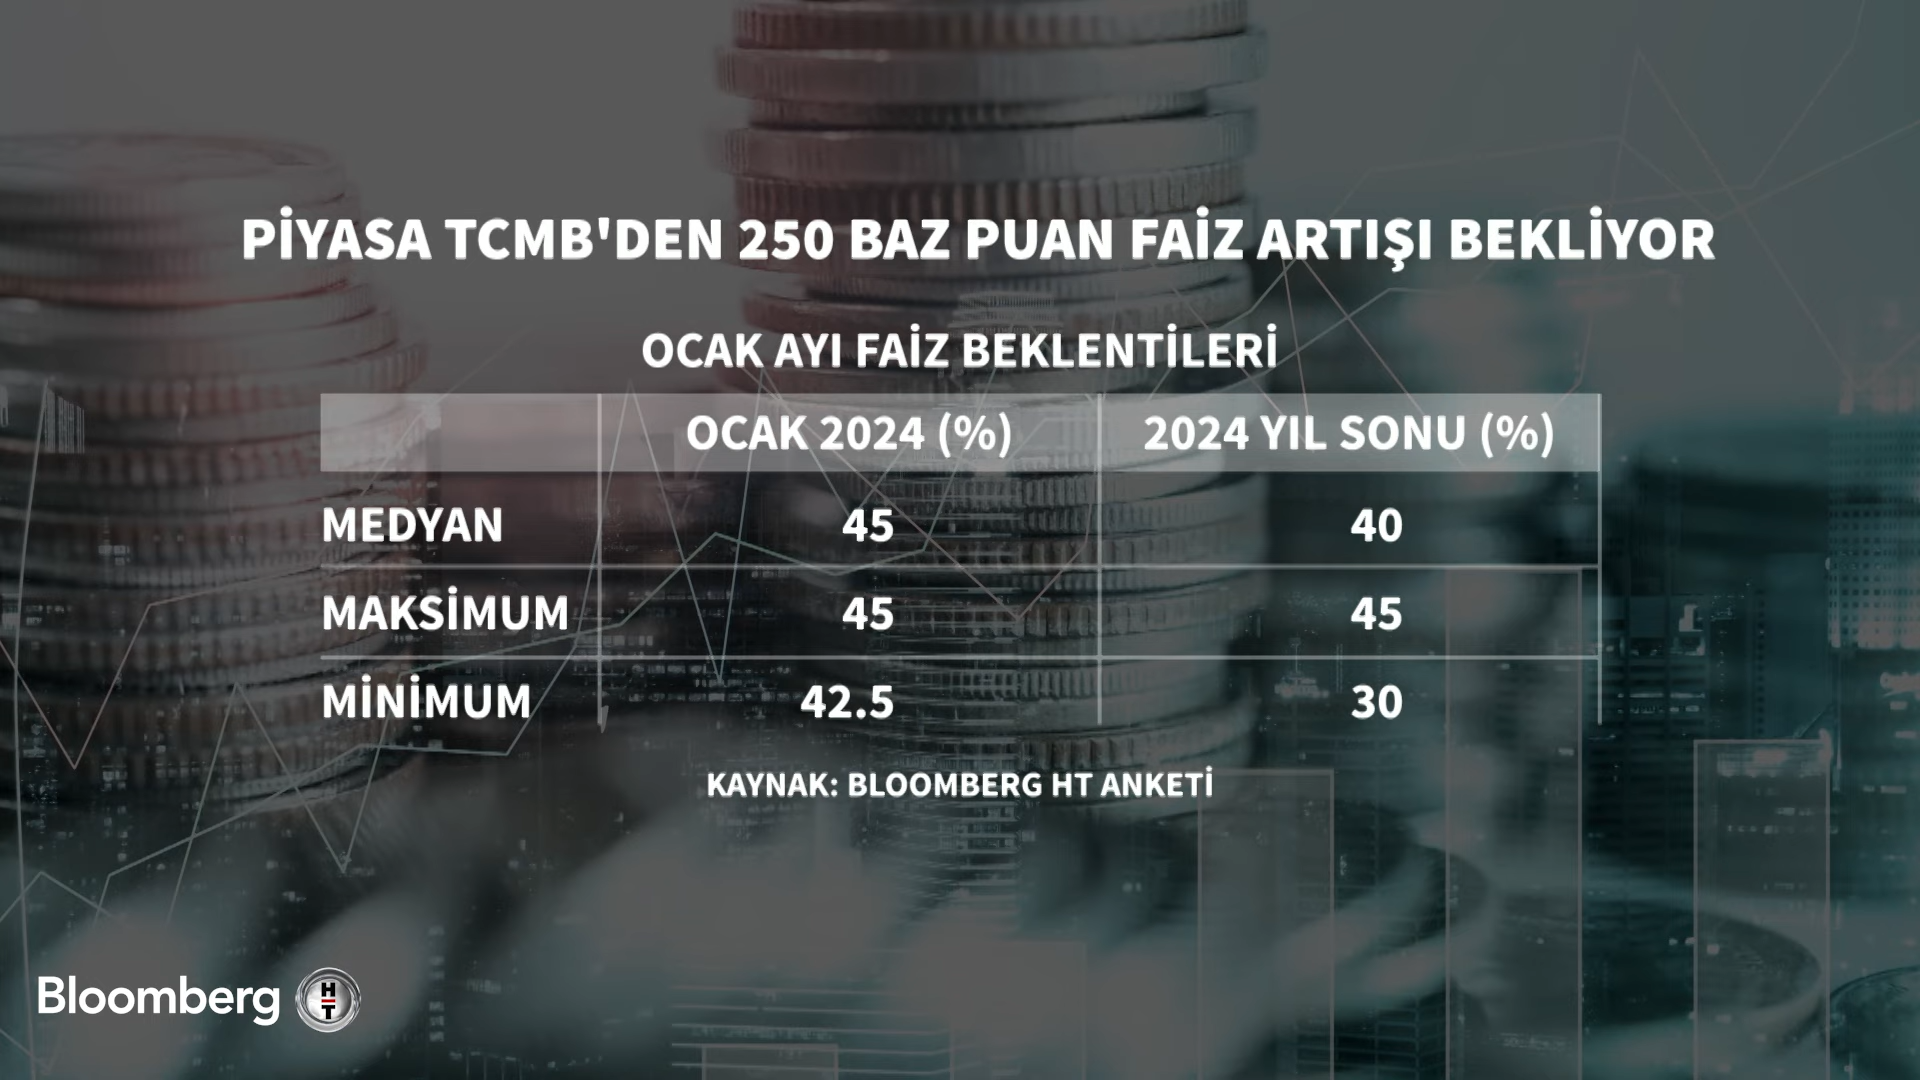 PİYASA TCMB'DEN 250 BAZ PUAN FAİZ ARTIŞI BEKLİYOR
OCAK AYI FAİZ BEKLENTİLERİ
OCAK 2024 (%) 2024 YIL SONU (%)
MEDYAN 45 40
MAKSİMUM 45 45
MİNİMUM 42.5 30
KAYNAK: BLOOMBERG HT ANKETİ
Bloomberg HT